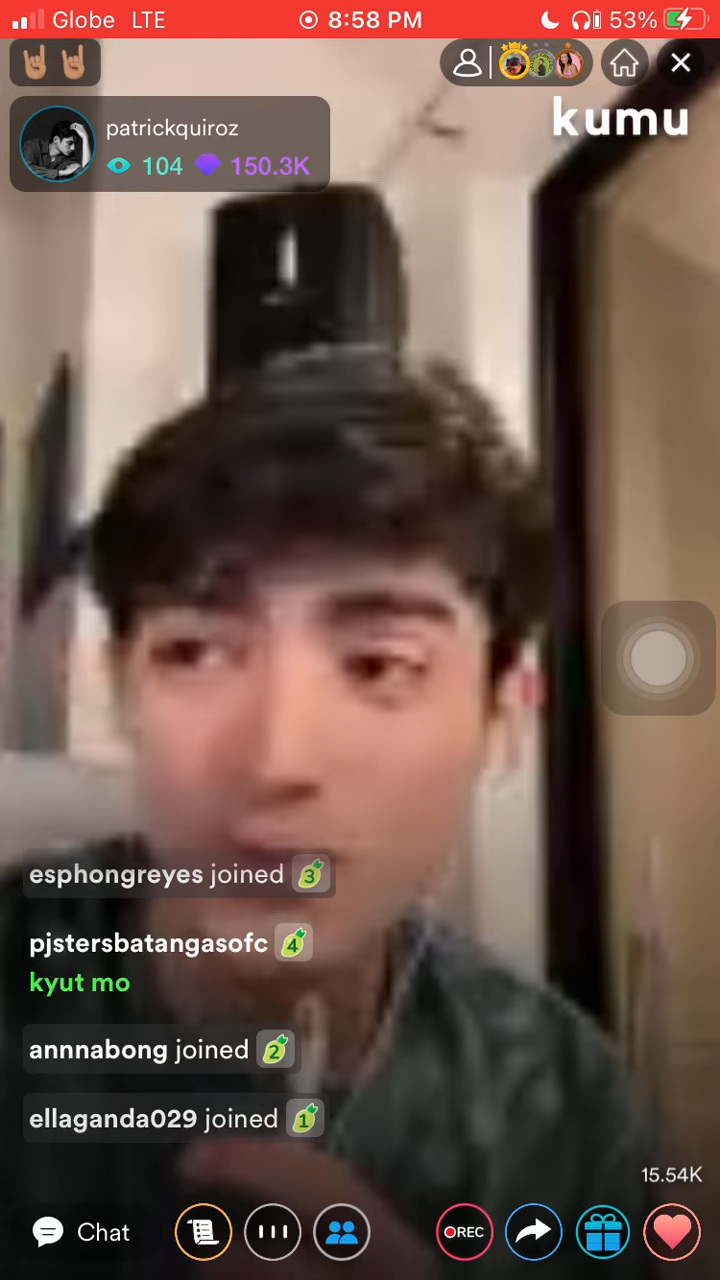 Globe LTE 8:58 PM 53%
kumu
patrickquiroz
104 150.3K
esphongreyes joined 3
pjstersbatangasofc 4
kyut mo
annnabong joined 2
ellaganda029 joined 1
15.54K
Chat REC